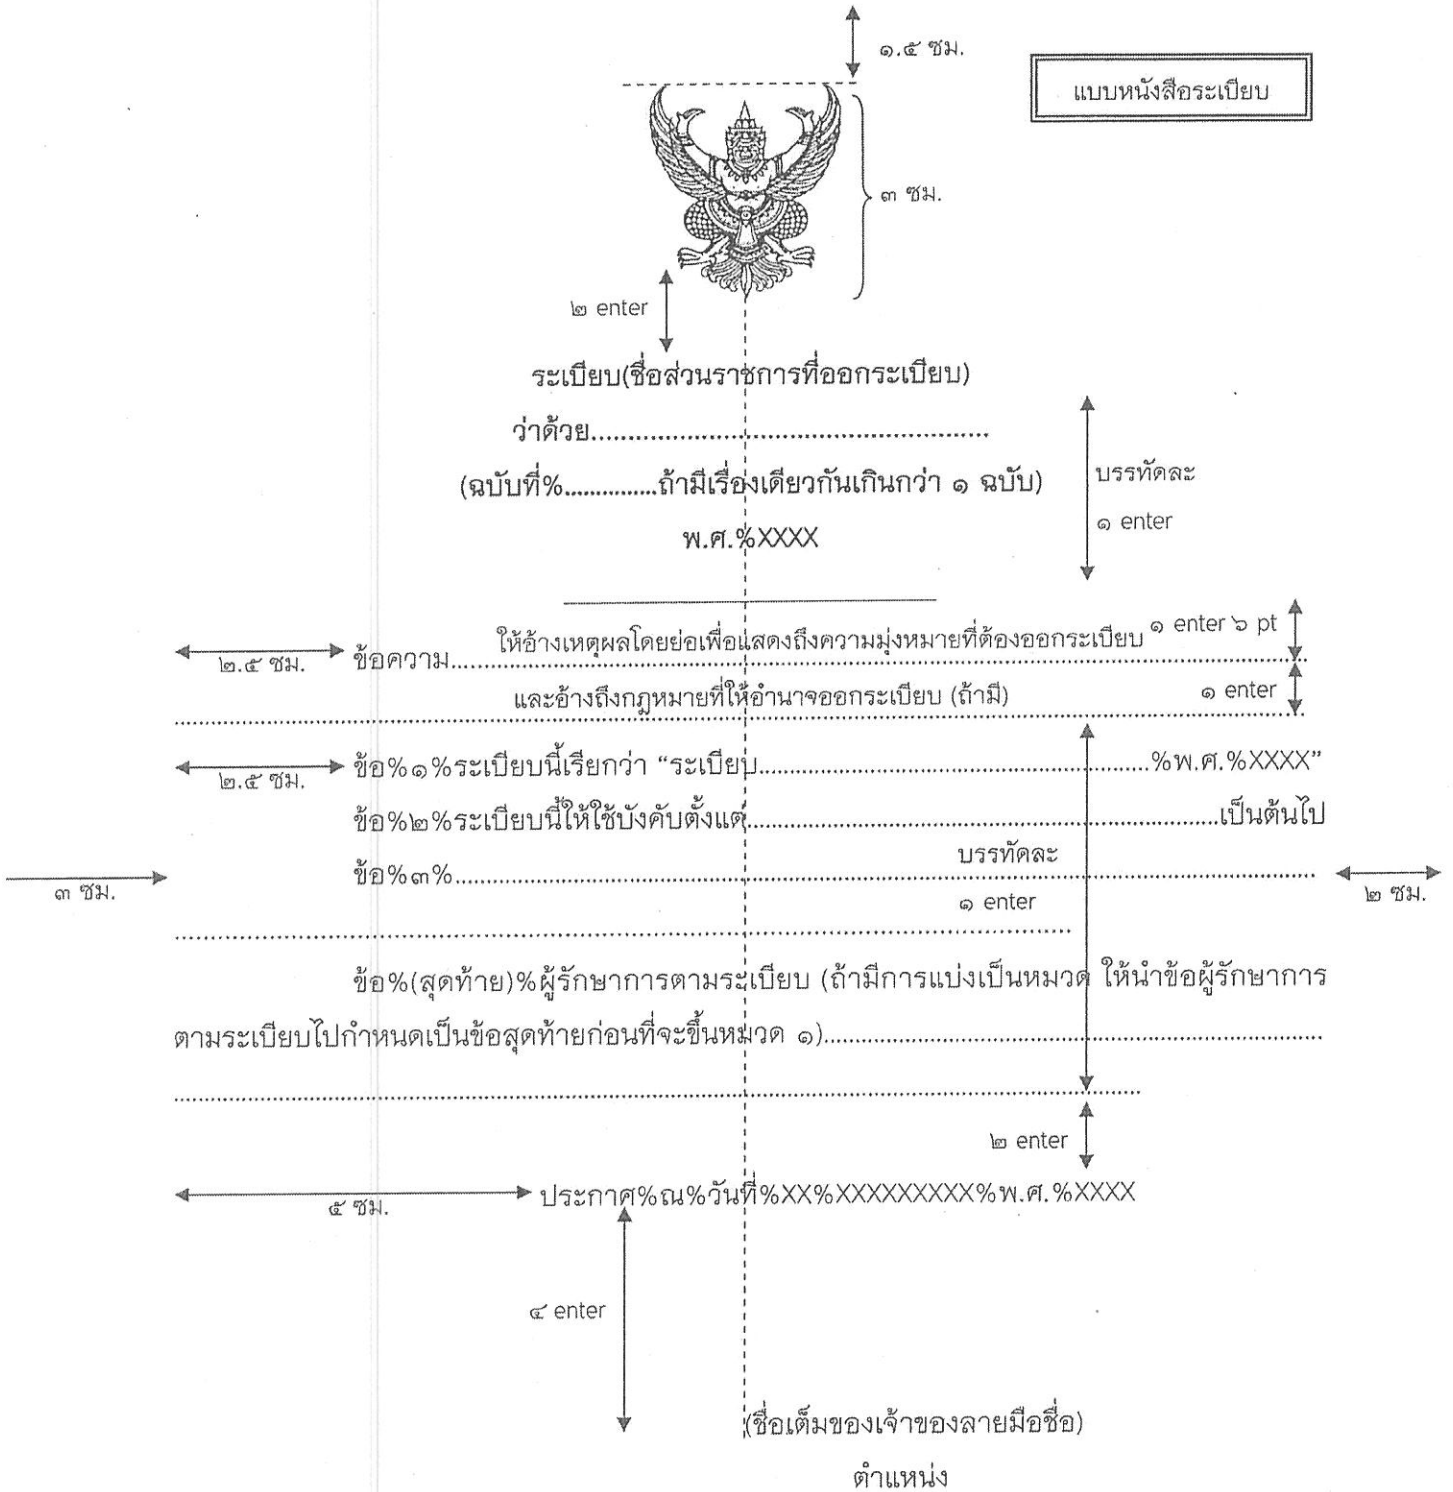 ๑.๕ ซม.
แบบหนังสือระเบียบ
๓ ซม.
๒ enter
ระเบียบ(ชื่อส่วนราชการที่ออกระเบียบ)
ว่าด้วย.....................................................
(ฉบับที่%..............ถ้ามีเรื่องเดียวกันเกินกว่า ๑ ฉบับ)
บรรทัดละ
๑ enter
พ.ศ.%XXXX
ให้อ้างเหตุผลโดยย่อเพื่อแสดงถึงความมุ่งหมายที่ต้องออกระเบียบ ๑ enter ๖ pt
๒.๕ ซม. ข้อความ....................................................................................
และอ้างถึงกฎหมายที่ให้อำนาจออกระเบียบ (ถ้ามี) ๑ enter
....................................................................................
๒.๕ ซม. ข้อ%๑%ระเบียบนี้เรียกว่า “ระเบียบ....................................................%พ.ศ.%XXXX”
ข้อ%๒%ระเบียบนี้ให้ใช้บังคับตั้งแต่..............................................................เป็นต้นไป
บรรทัดละ
๓ ซม. ข้อ%๓%.................................................................................... ๒ ซม.
๑ enter
....................................................................................
ข้อ%(สุดท้าย)%ผู้รักษาการตามระเบียบ (ถ้ามีการแบ่งเป็นหมวด ให้นำข้อผู้รักษาการ
ตามระเบียบไปกำหนดเป็นข้อสุดท้ายก่อนที่จะขึ้นหมวด ๑)..................................................................
....................................................................................
๒ enter
๕ ซม. ประกาศ%ณ%วันที่%XX%XXXXXXXXX%พ.ศ.%XXXX
๔ enter
(ชื่อเต็มของเจ้าของลายมือชื่อ)
ตำแหน่ง